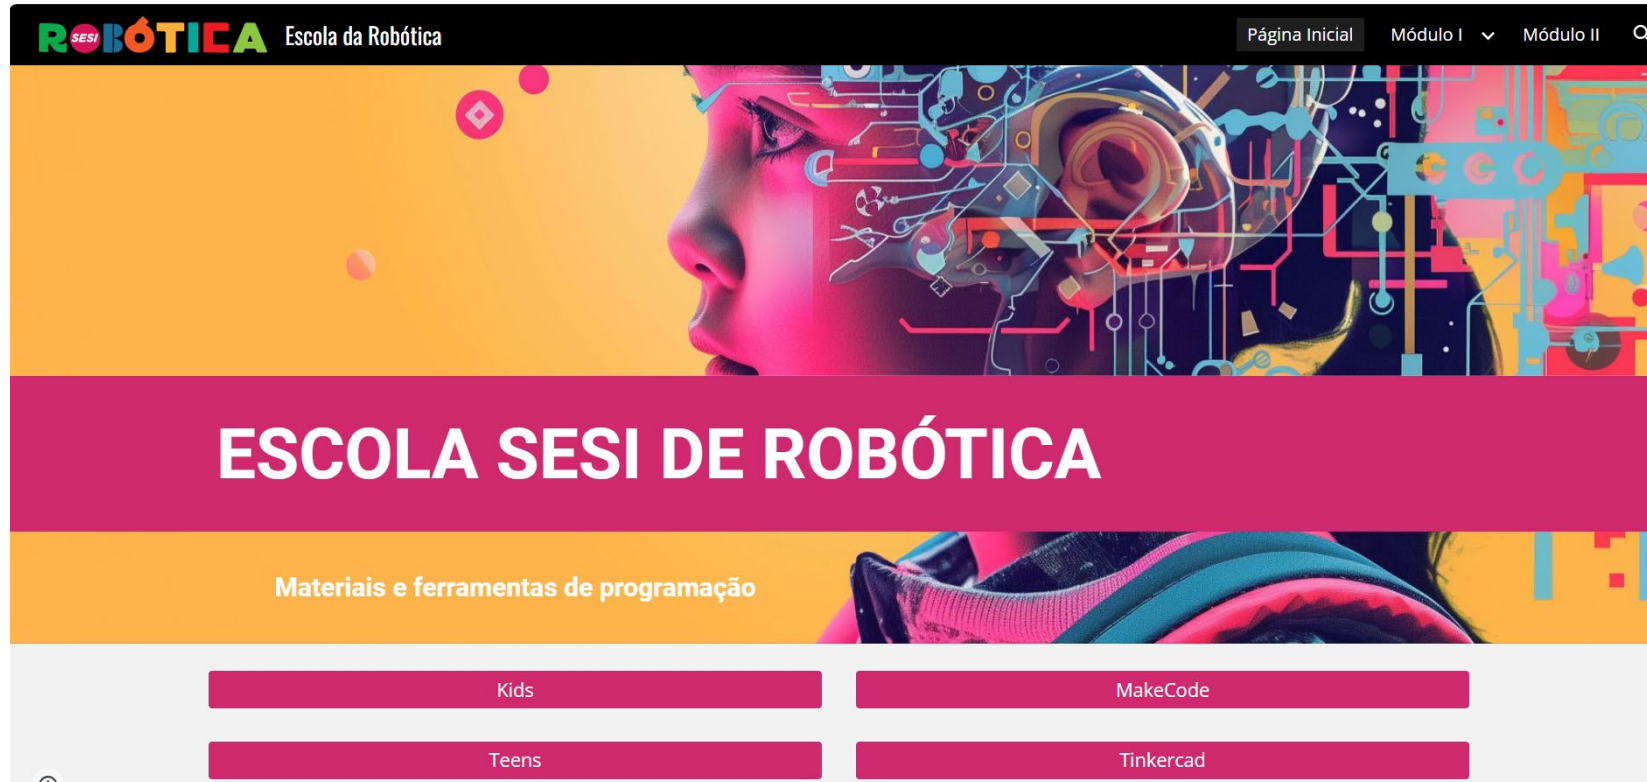 ROBÓTICA
SESI
Escola da Robótica
Página Inicial
Módulo I
Módulo II
ESCOLA SESI DE ROBÓTICA
Materiais e ferramentas de programação
Kids
MakeCode
Teens
Tinkercad